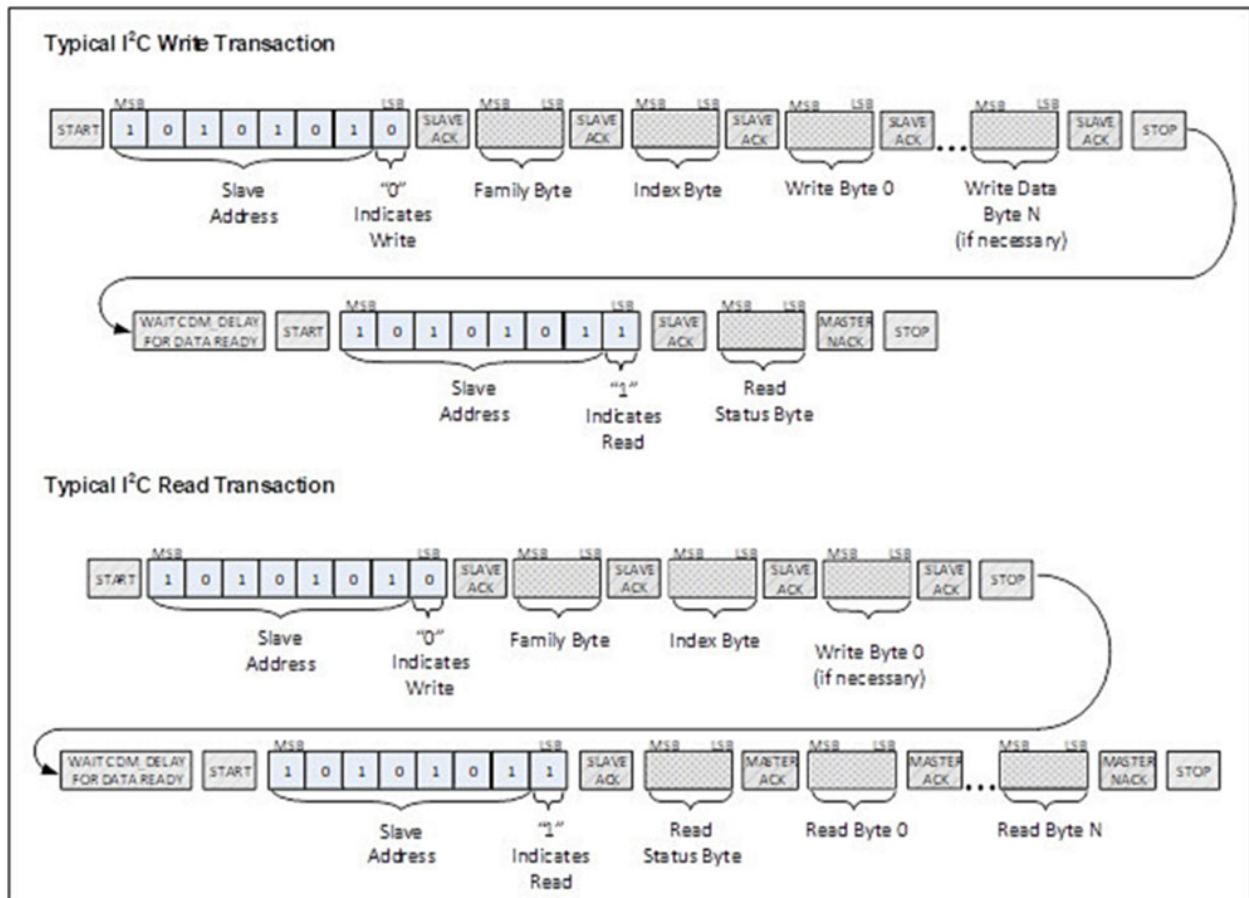 Typical I²C Write Transaction
MSB LSB MSB LSB MSB LSB MSB LSB MSB LSB
START 1 0 1 0 1 0 1 0 SLAVE ACK SLAVE ACK SLAVE ACK SLAVE ACK ... SLAVE ACK STOP
Slave Address
"0" Indicates Write
Family Byte
Index Byte
Write Byte 0
Write Data Byte N (if necessary)
MSB LSB MSB LSB
WAIT CDM_DELAY FOR DATA READY START 1 0 1 0 1 0 1 1 SLAVE ACK MASTER NACK STOP
Slave Address
"1" Indicates Read
Read Status Byte
Typical I²C Read Transaction
MSB LSB MSB LSB MSB LSB MSB LSB
START 1 0 1 0 1 0 1 0 SLAVE ACK SLAVE ACK SLAVE ACK SLAVE ACK STOP
Slave Address
"0" Indicates Write
Family Byte
Index Byte
Write Byte 0 (if necessary)
MSB LSB MSB LSB MSB LSB MSB LSB
WAIT CDM_DELAY FOR DATA READY START 1 0 1 0 1 0 1 1 SLAVE ACK MASTER ACK MASTER ACK ... MASTER NACK STOP
Slave Address
"1" Indicates Read
Read Status Byte
Read Byte 0
Read Byte N